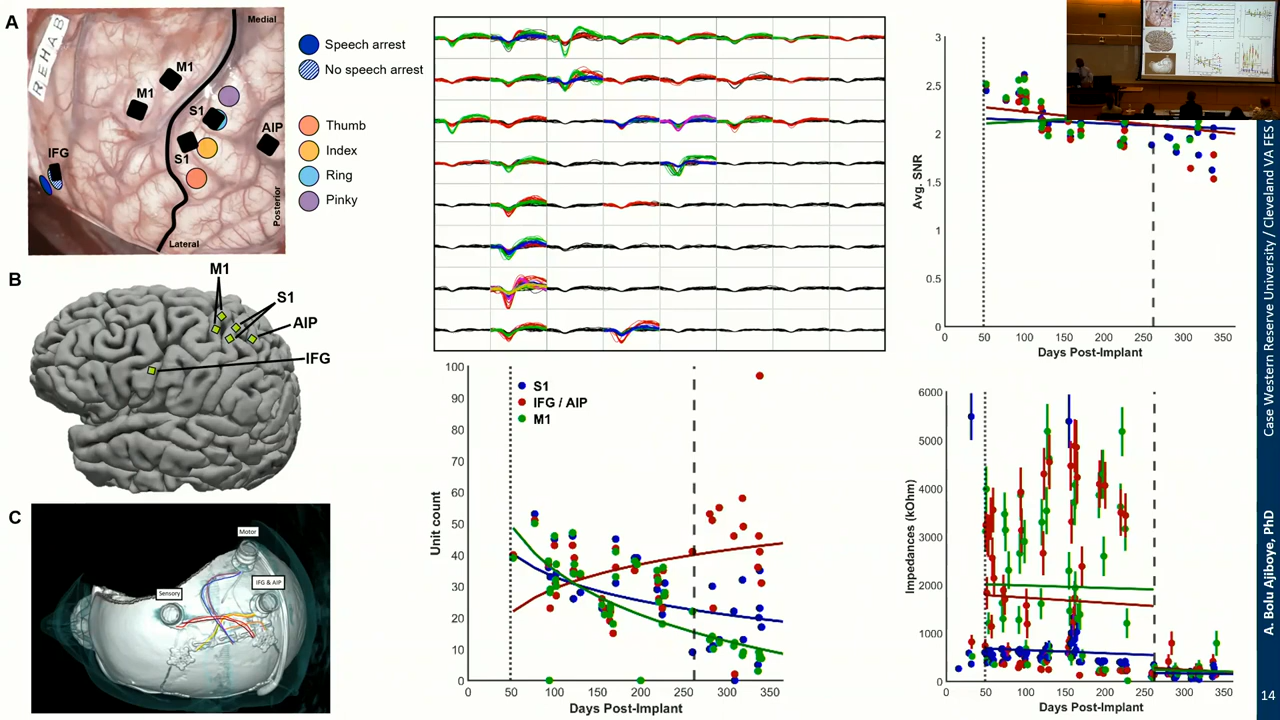 A
REHAB
Medial
M1
M1
S1
S1
AIP
IFG
Posterior
Lateral
Speech arrest
No speech arrest
Thumb
Index
Ring
Pinky
B
M1
S1
AIP
IFG
C
Motor
IFG & AIP
Sensory
Unit count
100
90
80
70
60
50
40
30
20
10
0
S1
IFG / AIP
M1
0 50 100 150 200 250 300 350
Days Post-Implant
Avg. SNR
3
2.5
2
1.5
1
0.5
0
0 50 100 150 200 250 300 350
Days Post-Implant
Impedances (kOhm)
6000
5000
4000
3000
2000
1000
0
0 50 100 150 200 250 300 350
Days Post-Implant
Case Western Reserve University / Cleveland VA FES
A. Bolu Ajiboye, PhD
14